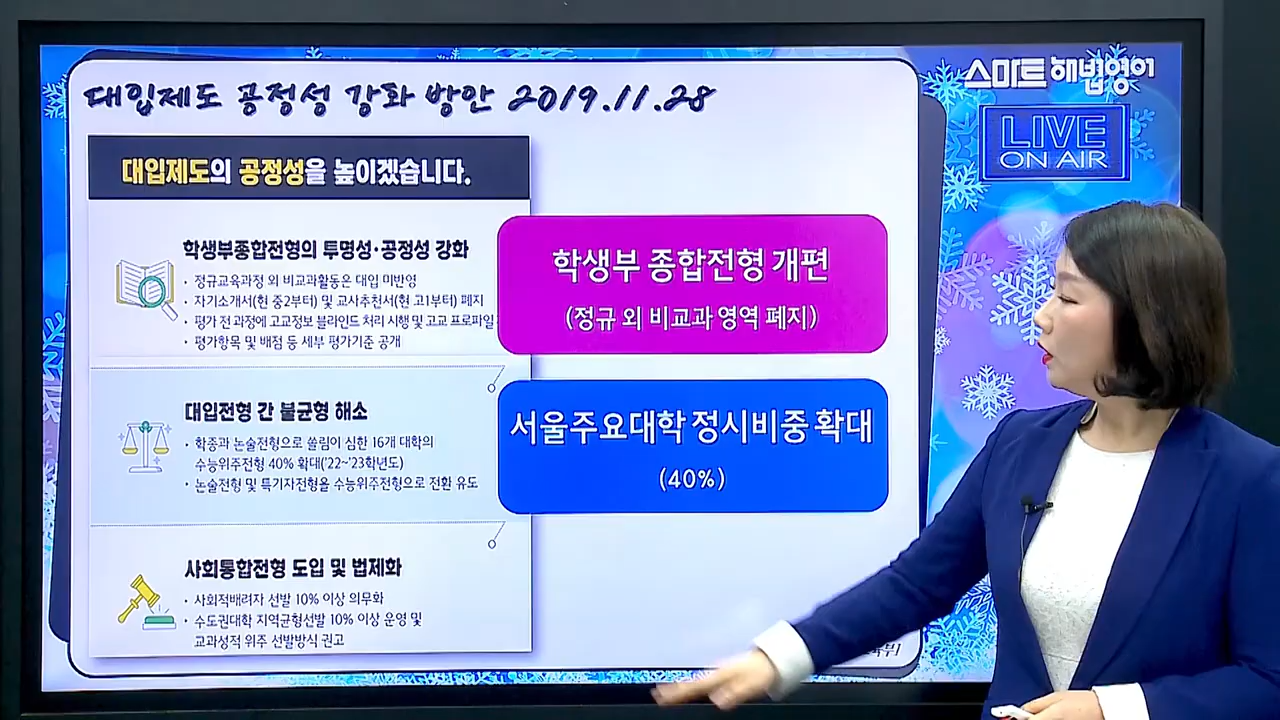 대입제도 공정성 강화 방안 2019.11.28
스마트해법영어
LIVE
ON AIR
대입제도의 공정성을 높이겠습니다.
학생부종합전형의 투명성·공정성 강화
· 정규교육과정 외 비교과활동은 대입 미반영
· 자기소개서(현 중2부터) 및 교사추천서(현 고1부터) 폐지
· 평가 전 과정에 고교정보 블라인드 처리 시행 및 고교 프로파일
· 평가항목 및 배점 등 세부 평가기준 공개
학생부 종합전형 개편
(정규 외 비교과 영역 폐지)
대입전형 간 불균형 해소
· 학종과 논술전형으로 쏠림이 심한 16개 대학의
수능위주전형 40% 확대('22~'23학년도)
· 논술전형 및 특기자전형을 수능위주전형으로 전환 유도
서울주요대학 정시비중 확대
(40%)
사회통합전형 도입 및 법제화
· 사회적배려자 선발 10% 이상 의무화
· 수도권대학 지역균형선발 10% 이상 운영 및
교과성적 위주 선발방식 권고